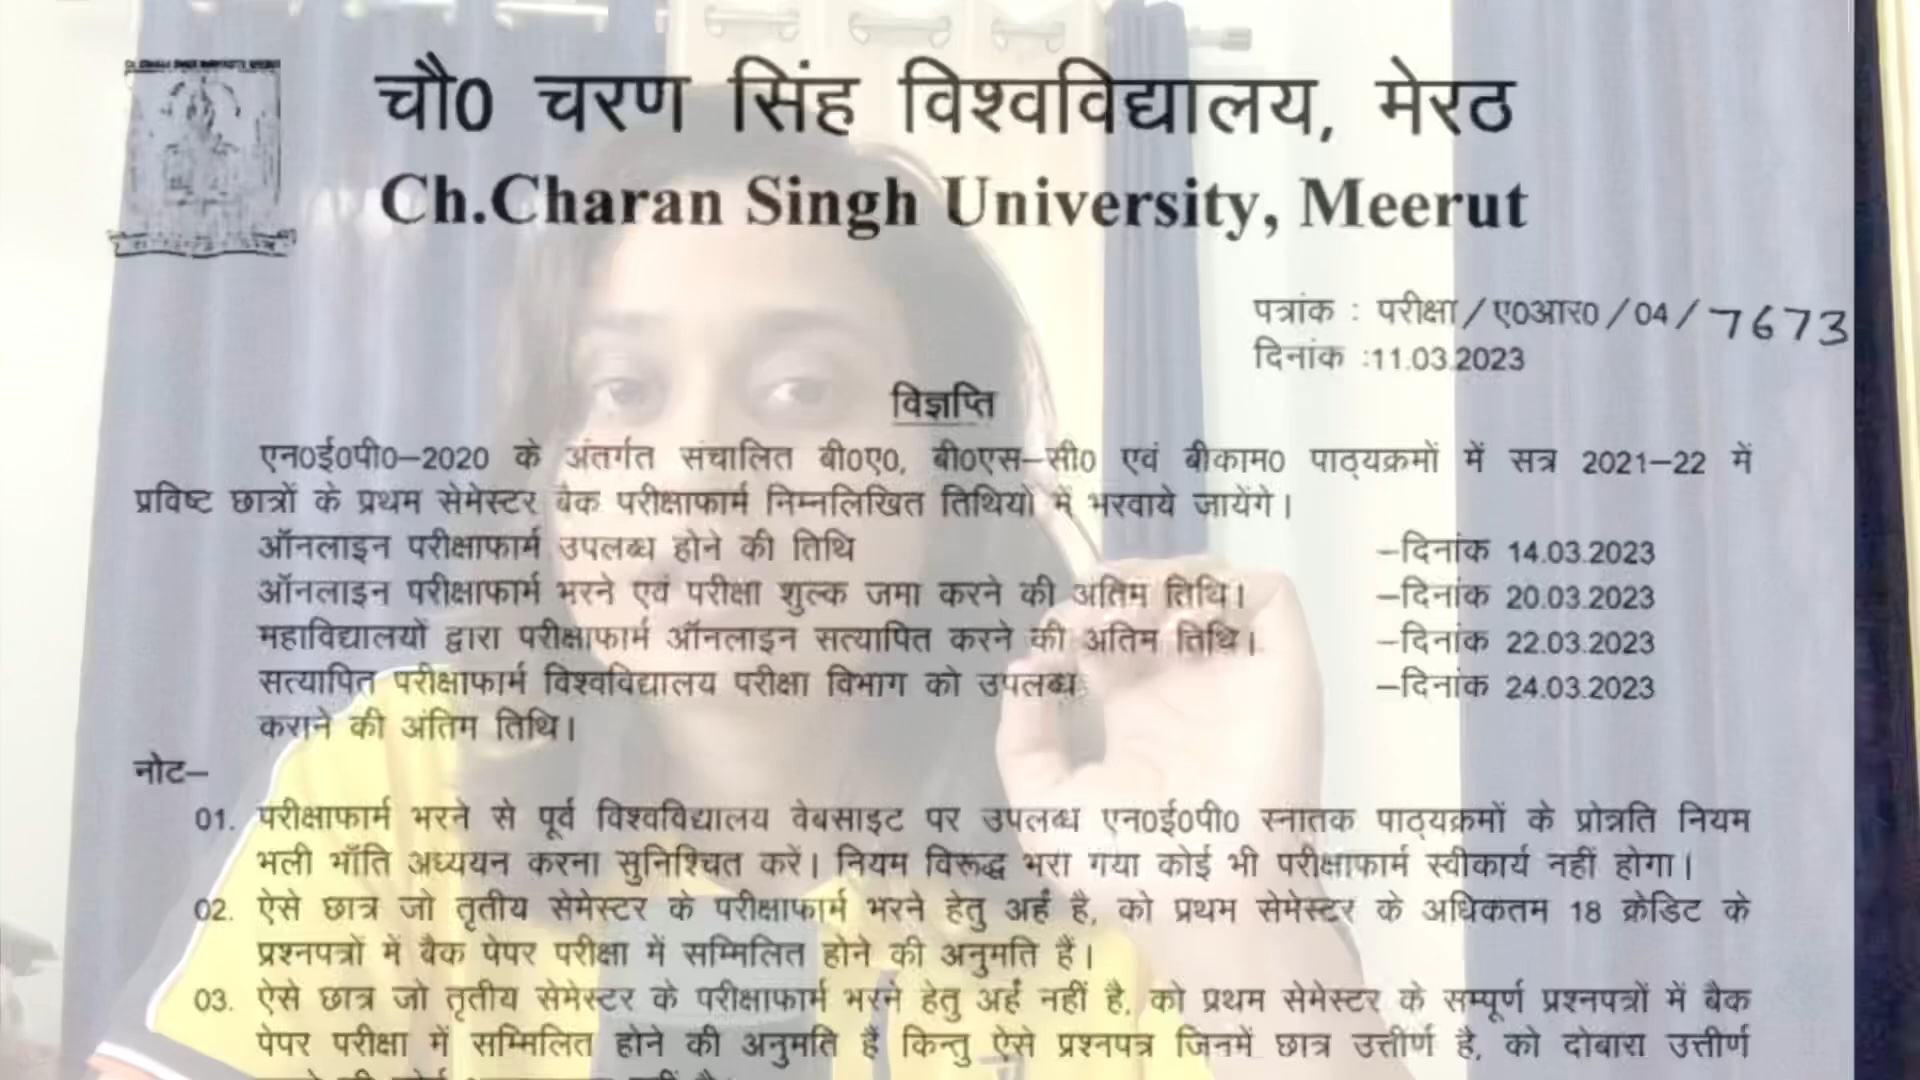 चौ0 चरण सिंह विश्वविद्यालय, मेरठ
Ch.Charan Singh University, Meerut
पत्रांक : परीक्षा/ए0आर0/04/7673
दिनांक :11.03.2023
विज्ञप्ति
एन0ई0पी0–2020 के अंतर्गत संचालित बी0ए0, बी0एस–सी0 एवं बीकाम0 पाठ्यक्रमों में सत्र 2021–22 में
प्रविष्ट छात्रों के प्रथम सेमेस्टर बैक परीक्षाफार्म निम्नलिखित तिथियों में भरवाये जायेंगे।
ऑनलाइन परीक्षाफार्म उपलब्ध होने की तिथि –दिनांक 14.03.2023
ऑनलाइन परीक्षाफार्म भरने एवं परीक्षा शुल्क जमा करने की अंतिम तिथि। –दिनांक 20.03.2023
महाविद्यालयों द्वारा परीक्षाफार्म ऑनलाइन सत्यापित करने की अंतिम तिथि। –दिनांक 22.03.2023
सत्यापित परीक्षाफार्म विश्वविद्यालय परीक्षा विभाग को उपलब्ध –दिनांक 24.03.2023
कराने की अंतिम तिथि।
नोट–
01. परीक्षाफार्म भरने से पूर्व विश्वविद्यालय वेबसाइट पर उपलब्ध एन0ई0पी0 स्नातक पाठ्यक्रमों के प्रोन्नति नियम
भली भाँति अध्ययन करना सुनिश्चित करें। नियम विरूद्ध भरा गया कोई भी परीक्षाफार्म स्वीकार्य नहीं होगा।
02. ऐसे छात्र जो तृतीय सेमेस्टर के परीक्षाफार्म भरने हेतु अर्ह है, को प्रथम सेमेस्टर के अधिकतम 18 क्रेडिट के
प्रश्नपत्रों में बैक पेपर परीक्षा में सम्मिलित होने की अनुमति हैं।
03. ऐसे छात्र जो तृतीय सेमेस्टर के परीक्षाफार्म भरने हेतु अर्ह नहीं है, को प्रथम सेमेस्टर के सम्पूर्ण प्रश्नपत्रों में बैक
पेपर परीक्षा में सम्मिलित होने की अनुमति हैं किन्तु ऐसे प्रश्नपत्र जिनमें छात्र उत्तीर्ण है, को दोबारा उत्तीर्ण